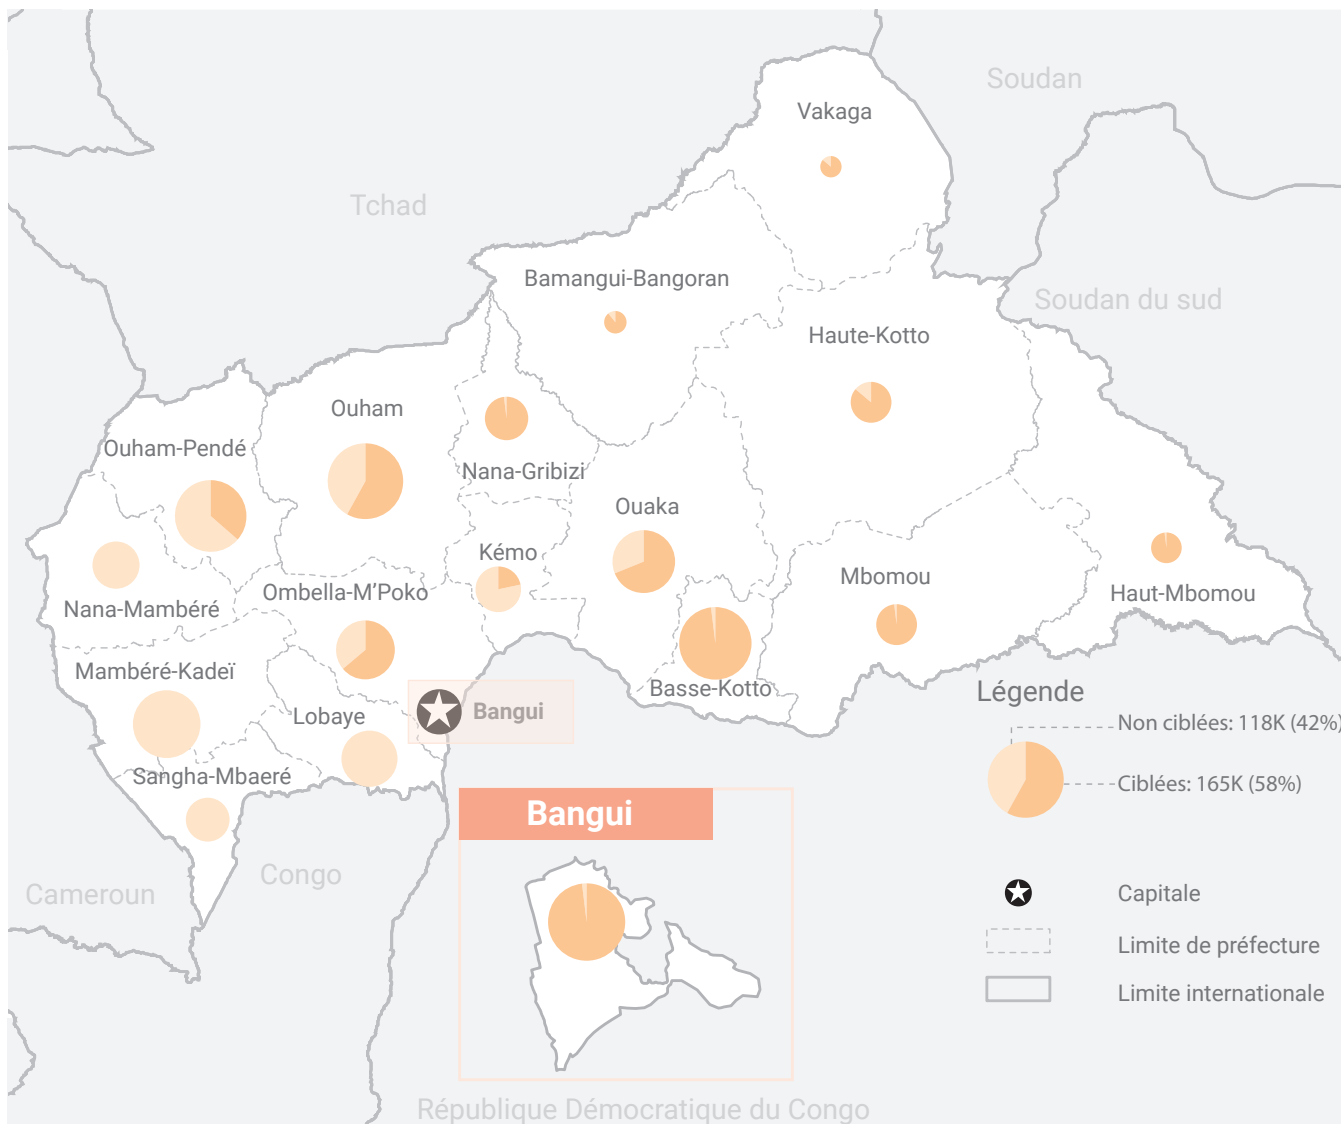 Soudan
Vakaga
Tchad
Bamangui-Bangoran
Soudan du sud
Haute-Kotto
Ouham
Ouham-Pendé
Nana-Gribizi
Ouaka
Kémo
Mbomou
Ombella-M'Poko
Haut-Mbomou
Nana-Mambéré
Mambéré-Kadeï
Basse-Kotto
Légende
Lobaye
Bangui
Non ciblées: 118K (42%)
Sangha-Mbaeré
Ciblées: 165K (58%)
Bangui
Congo
Cameroun
Capitale
Limite de préfecture
Limite internationale
République Démocratique du Congo